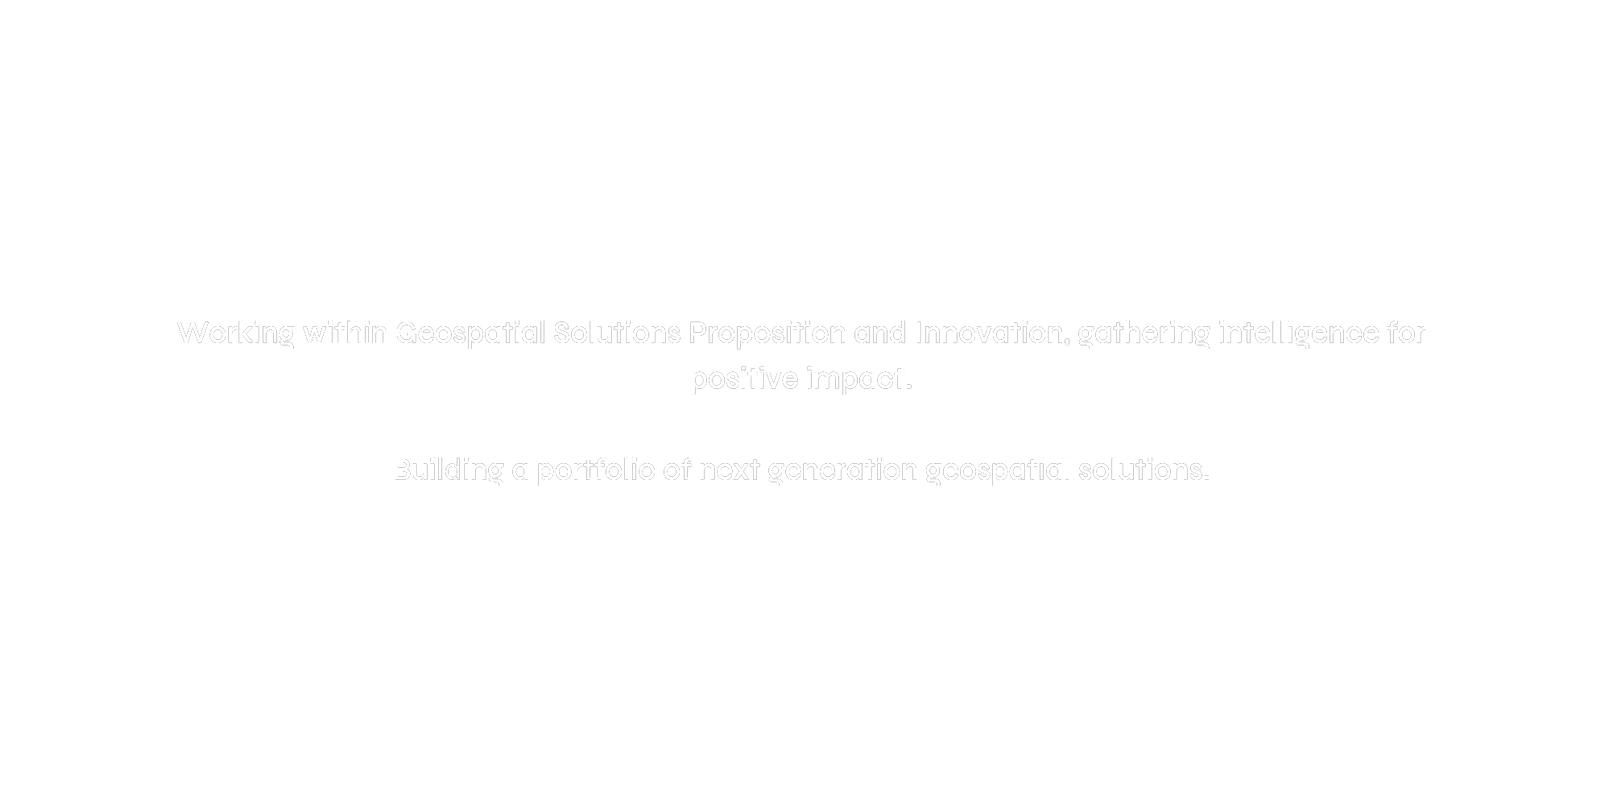 Working within Geospatial Solutions Proposition and Innovation, gathering intelligence for
positive impact.
Building a portfolio of next generation geospatial solutions.